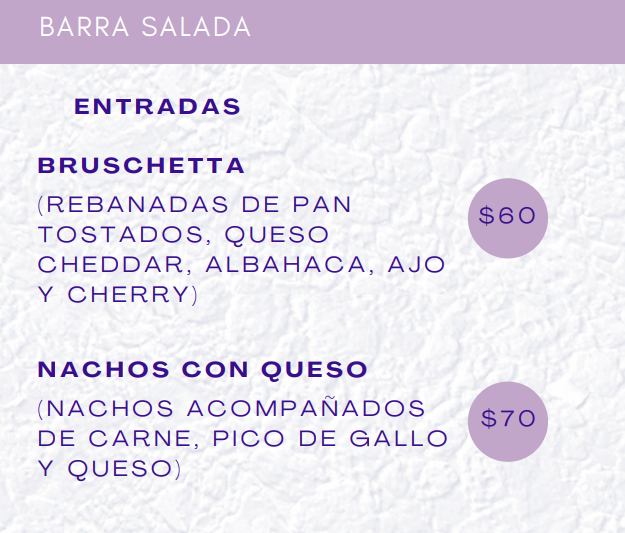 BARRA SALADA
ENTRADAS
BRUSCHETTA
(REBANADAS DE PAN
TOSTADOS, QUESO
CHEDDAR, ALBAHACA, AJO
Y CHERRY)
$60
NACHOS CON QUESO
(NACHOS ACOMPAÑADOS
DE CARNE, PICO DE GALLO
Y QUESO)
$70